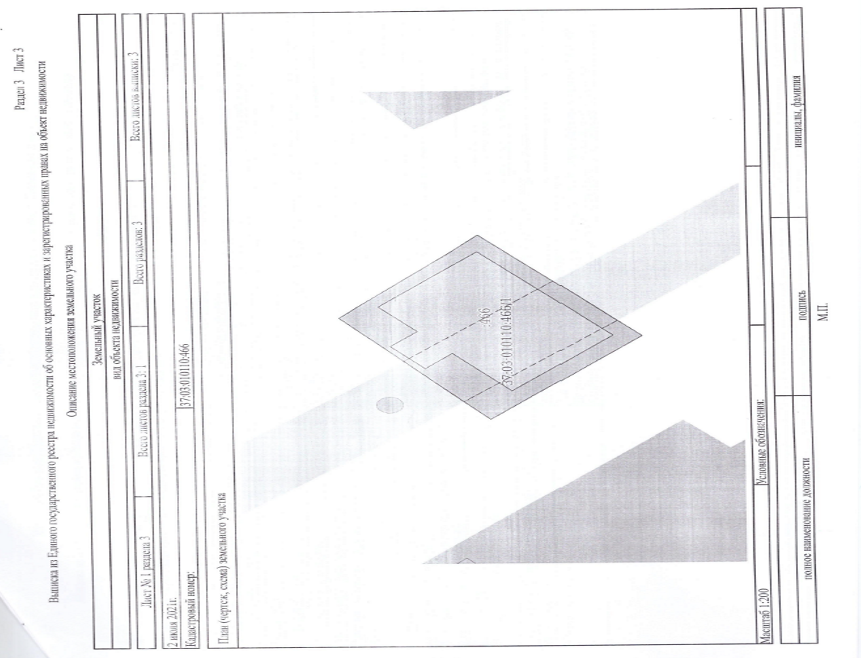 Раздел 3 Лист 3
Выписка из Единого государственного реестра недвижимости об основных характеристиках и зарегистрированных правах на объект недвижимости
Описание местоположения земельного участка
Земельный участок
вид объекта недвижимости
Лист № 1 раздела 3 Всего листов раздела 3: 1 Всего разделов: 3 Всего листов выписки: 3
2 июня 2021г.
Кадастровый номер: 37:03:010110:466
План (чертеж, схема) земельного участка
:466
37:03:010110:466/1
Масштаб 1:200 Условные обозначения:
полное наименование должности подпись инициалы, фамилия
М.П.